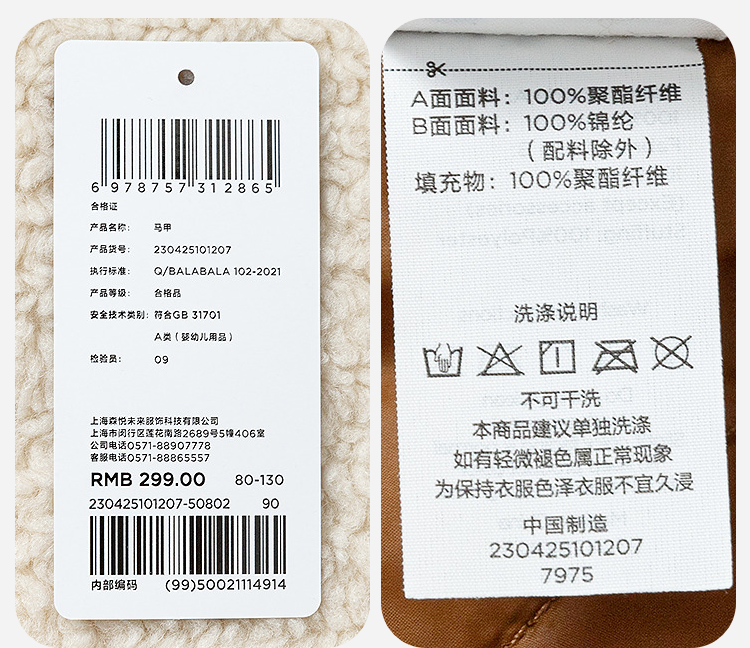 6 978757 312865
合格证
产品名称： 马甲
产品货号： 230425101207
执行标准： Q/BALABALA 102-2021
产品等级： 合格品
安全技术类别：符合GB 31701
A类（婴幼儿用品）
检验员： 09
上海森悦未来服饰科技有限公司
上海市闵行区莲花南路2689号5幢406室
公司电话0571-88907778
客服电话0571-88865557
RMB 299.00 80-130
230425101207-50802 90
内部编码 (99)50021114914
A面面料：100%聚酯纤维
B面面料：100%锦纶
（配料除外）
填充物：100%聚酯纤维
洗涤说明
不可干洗
本商品建议单独洗涤
如有轻微褪色属正常现象
为保持衣服色泽衣服不宜久浸
中国制造
230425101207
7975